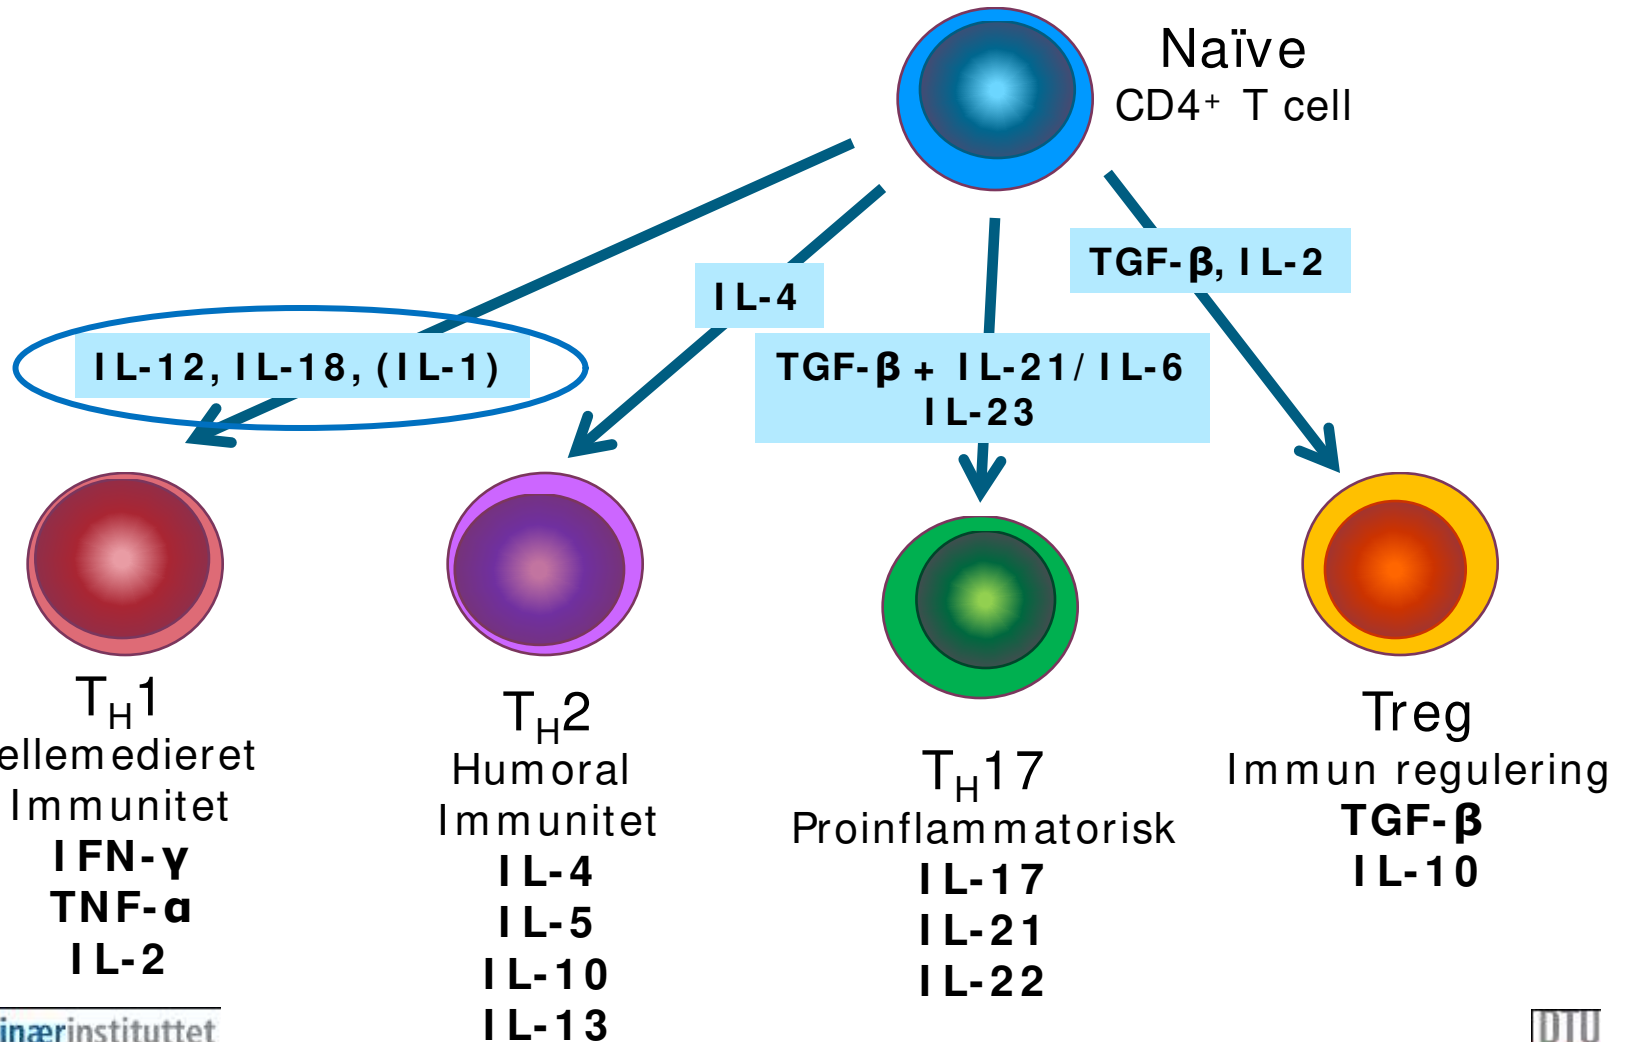 Naïve
CD4+ T cell
TGF-β, IL-2
IL-4
IL-12, IL-18, (IL-1)
TGF-β + IL-21/ IL-6
IL-23
TH1
ellemedieret
Immunitet
IFN-γ
TNF-α
IL-2
TH2
Humoral
Immunitet
IL-4
IL-5
IL-10
IL-13
TH17
Proinflammatorisk
IL-17
IL-21
IL-22
Treg
Immun regulering
TGF-β
IL-10
inærinstituttet
DTU